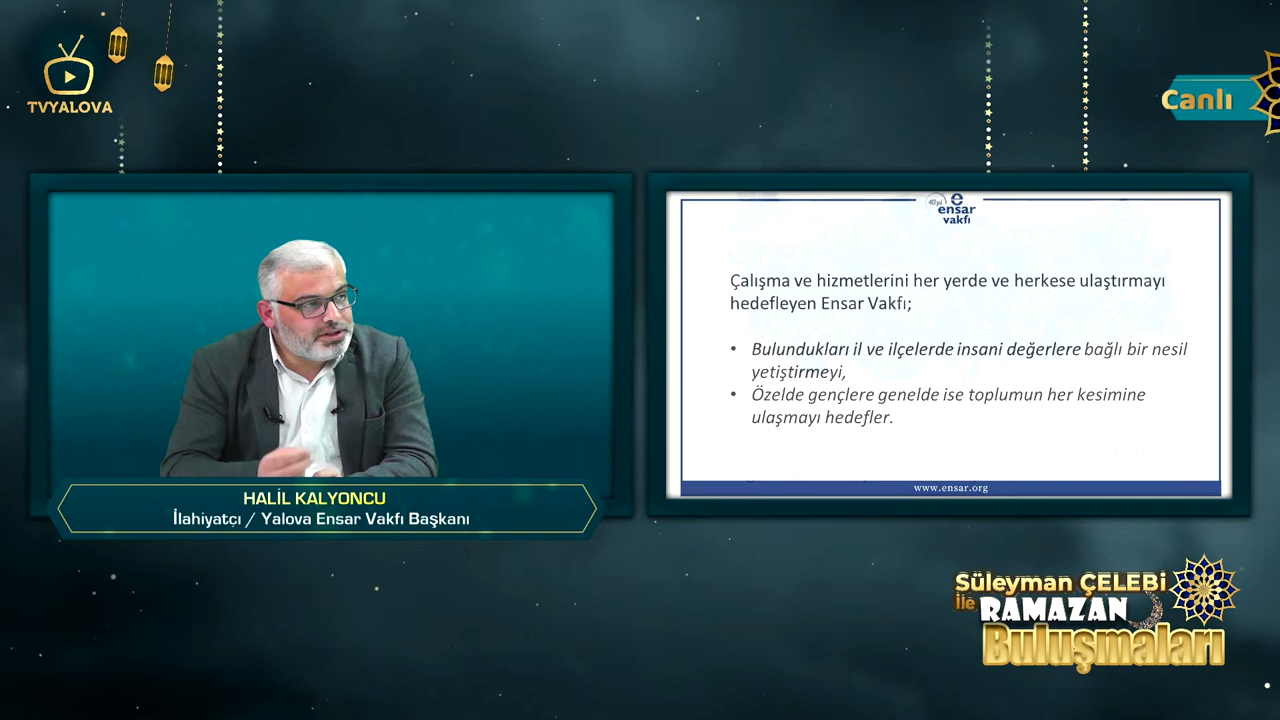 TVYALOVA
Canlı
40.yıl
ensar
vakfı
Çalışma ve hizmetlerini her yerde ve herkese ulaştırmayı
hedefleyen Ensar Vakfı;
• Bulundukları il ve ilçelerde insani değerlere bağlı bir nesil
yetiştirmeyi,
• Özelde gençlere genelde ise toplumun her kesimine
ulaşmayı hedefler.
www.ensar.org
HALİL KALYONCU
İlahiyatçı / Yalova Ensar Vakfı Başkanı
Süleyman ÇELEBİ
İle RAMAZAN
Buluşmaları